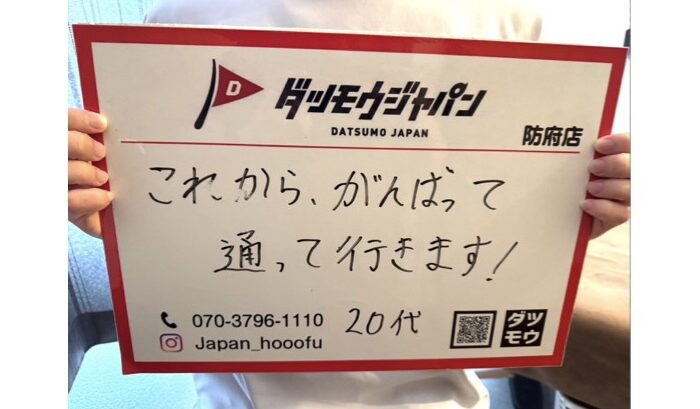 D
ダツモウジャパン
DATSUMO JAPAN
防府店
これから、がんばって
通って行きます!
20代
070-3796-1110
Japan_hooofu
ダツ
モウ